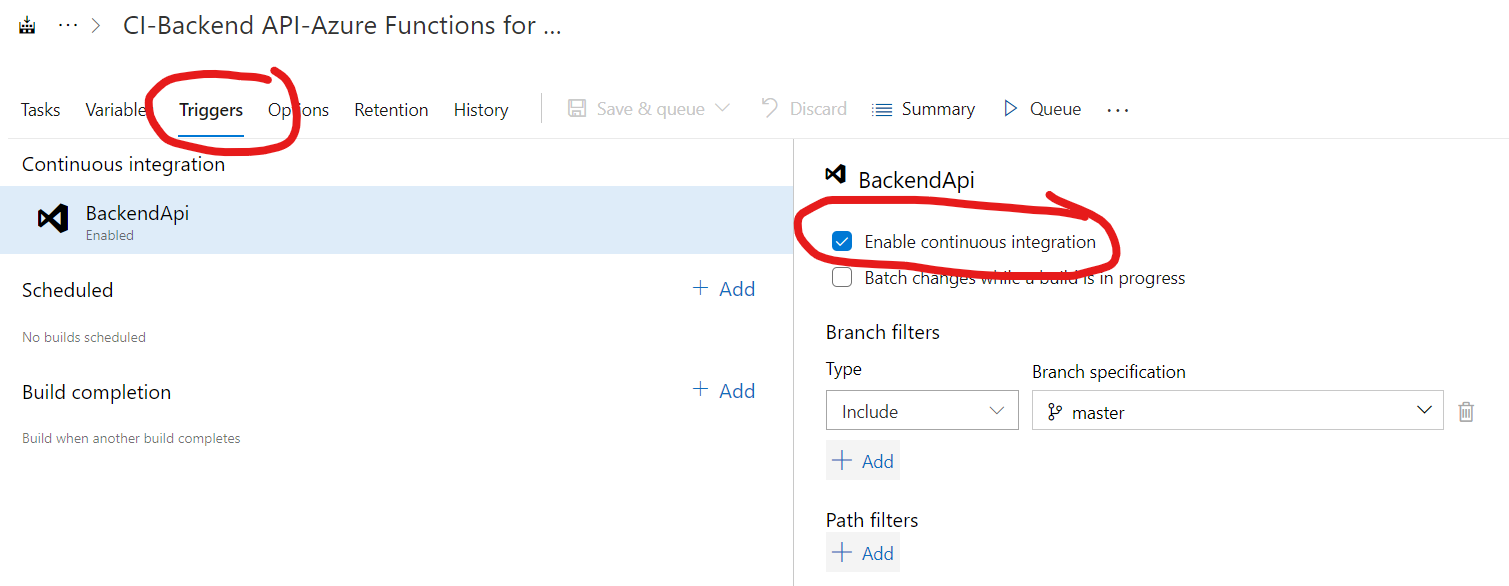 ··· > CI-Backend API-Azure Functions for ...
Tasks Variables Triggers Options Retention History Save & queue Discard Summary Queue ···
Continuous integration
BackendApi
Enabled
Scheduled + Add
No builds scheduled
Build completion + Add
Build when another build completes
BackendApi
Enable continuous integration
Batch changes while a build is in progress
Branch filters
Type Branch specification
Include master
+ Add
Path filters
+ Add